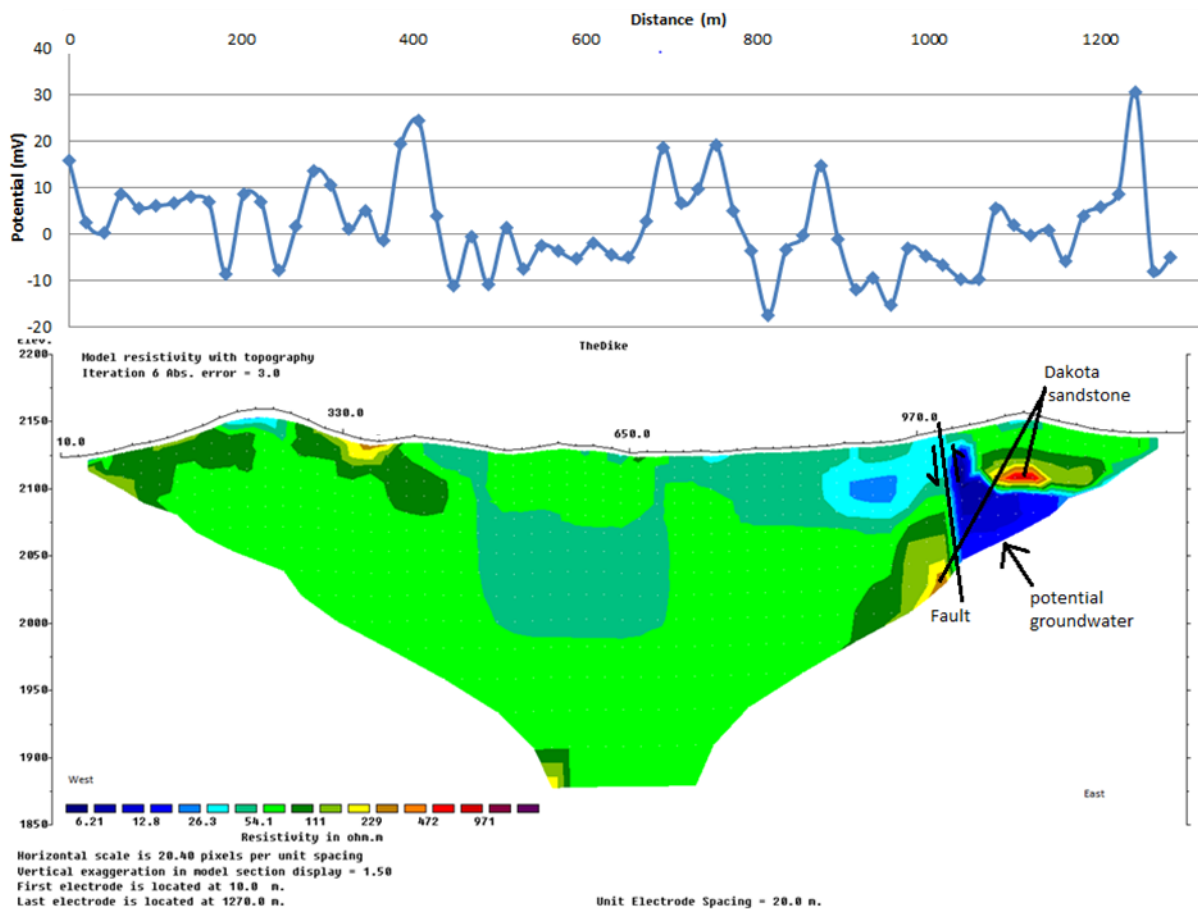 Distance (m)
0 200 400 600 800 1000 1200
40
30
20
10
0
-10
-20
Potential (mV)
Elev. TheDike
2200
Model resistivity with topography
Iteration 6 Abs. error = 3.0
Dakota
sandstone
2150
10.0 330.0 650.0 970.0
2100
2050
2000
Fault
potential
groundwater
1950
1900
1850
West East
6.21 12.8 26.3 54.1 111 229 472 971
Resistivity in ohm.m
Horizontal scale is 20.40 pixels per unit spacing
Vertical exaggeration in model section display = 1.50
First electrode is located at 10.0 m.
Last electrode is located at 1270.0 m. Unit Electrode Spacing = 20.0 m.